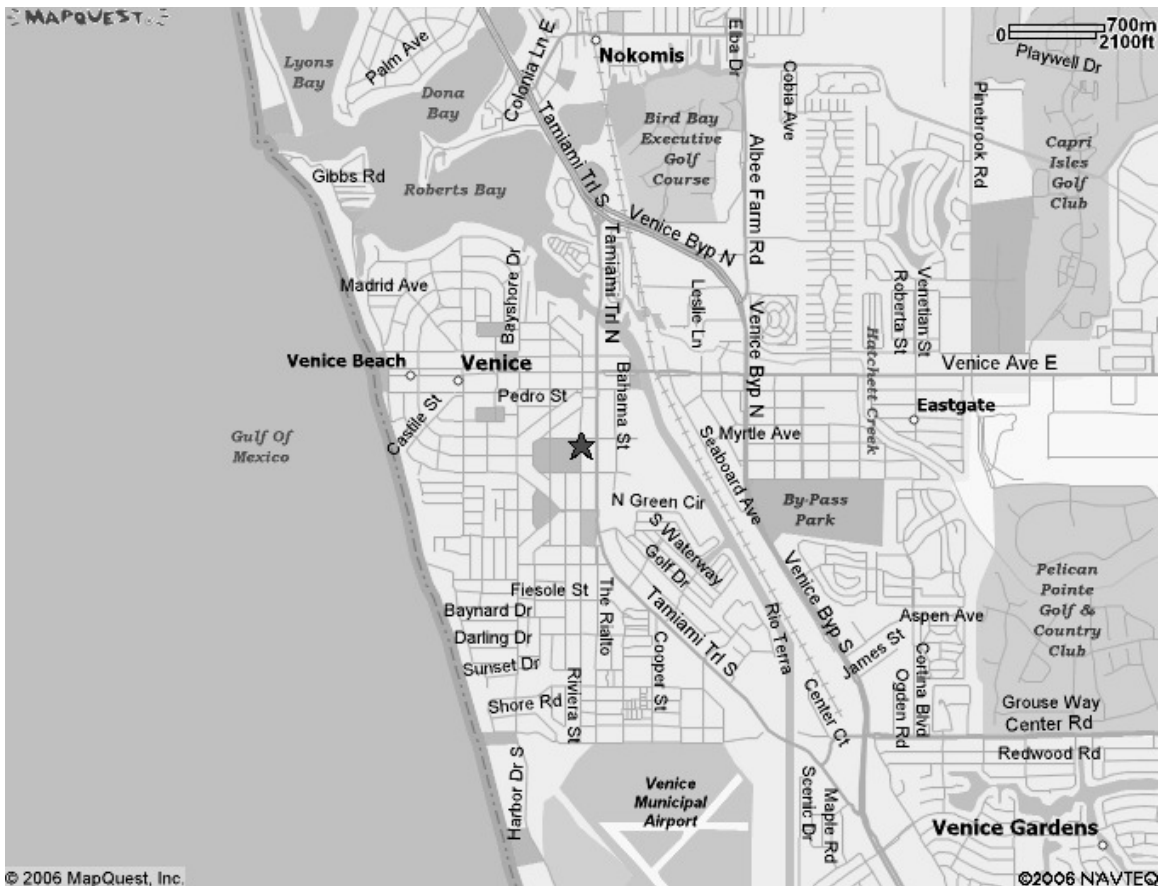 MAPQUEST
700m
0
2100ft
Nokomis
Elba Dr
Playwell Dr
Palm Ave
Colonia Ln E
Lyons
Bay
Dona
Bay
Cobia Ave
Pinebrook Rd
Tamiami Trl S
Bird Bay
Executive
Golf
Course
Albee Farm Rd
Capri
Isles
Golf
Club
Gibbs Rd
Roberts Bay
Venice Byp N
Tamiami Trl N
Bayshore Dr
Madrid Ave
Leslie Ln
Roberta St
Venetian St
Venice Byp N
Hatchett Creek
Venice Beach
Venice
Bahama St
Venice Ave E
Pedro St
Castile St
Eastgate
Gulf Of
Mexico
Seaboard Ave
Myrtle Ave
N Green Cir
By-Pass
Park
S Waterway
Golf Dr
Venice Byp S
Pelican
Pointe
Golf &
Country
Club
Fiesole St
The Rialto
Baynard Dr
Tamiami Trl S
Rio Terra
Aspen Ave
Darling Dr
Cooper St
James St
Cortina Blvd
Sunset Dr
Riviera St
Ogden Rd
Shore Rd
Center Ct
Grouse Way
Center Rd
Redwood Rd
Harbor Dr S
Venice
Municipal
Airport
Scenic Dr
Maple Rd
Venice Gardens
© 2006 MapQuest, Inc.
©2006 NAVTEQ